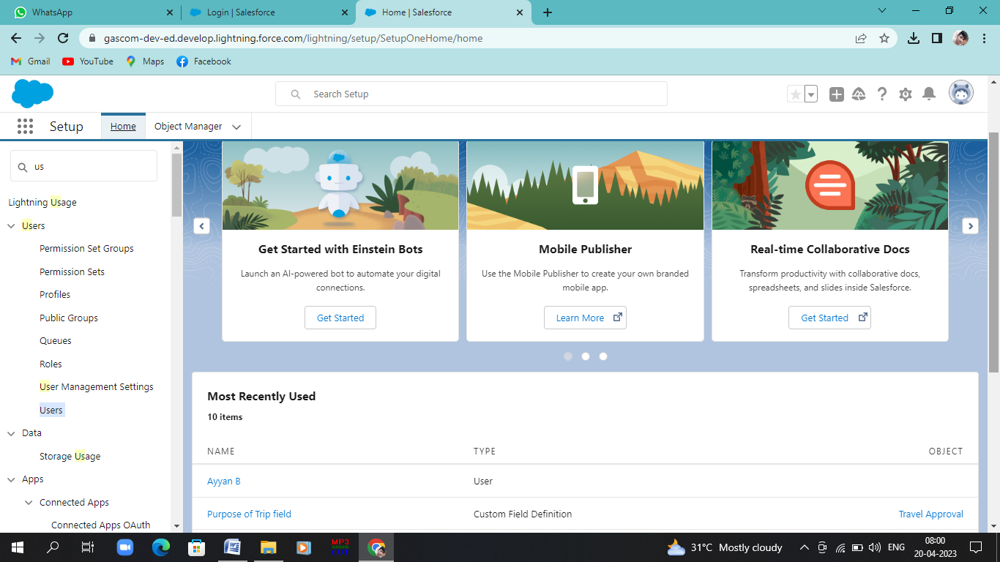 WhatsApp
Login | Salesforce
Home | Salesforce
gascom-dev-ed.develop.lightning.force.com/lightning/setup/SetupOneHome/home
Gmail
YouTube
Maps
Facebook
Search Setup
Setup
Home
Object Manager
us
Lightning Usage
Users
Permission Set Groups
Permission Sets
Profiles
Public Groups
Queues
Roles
User Management Settings
Users
Data
Storage Usage
Apps
Connected Apps
Connected Apps OAuth
Get Started with Einstein Bots
Launch an AI-powered bot to automate your digital
connections.
Get Started
Mobile Publisher
Use the Mobile Publisher to create your own branded
mobile app.
Learn More
Real-time Collaborative Docs
Transform productivity with collaborative docs,
spreadsheets, and slides inside Salesforce.
Get Started
Most Recently Used
10 items
NAME TYPE OBJECT
Ayyan B User
Purpose of Trip field Custom Field Definition Travel Approval
MP3
31°C Mostly cloudy
ENG
08:00
20-04-2023